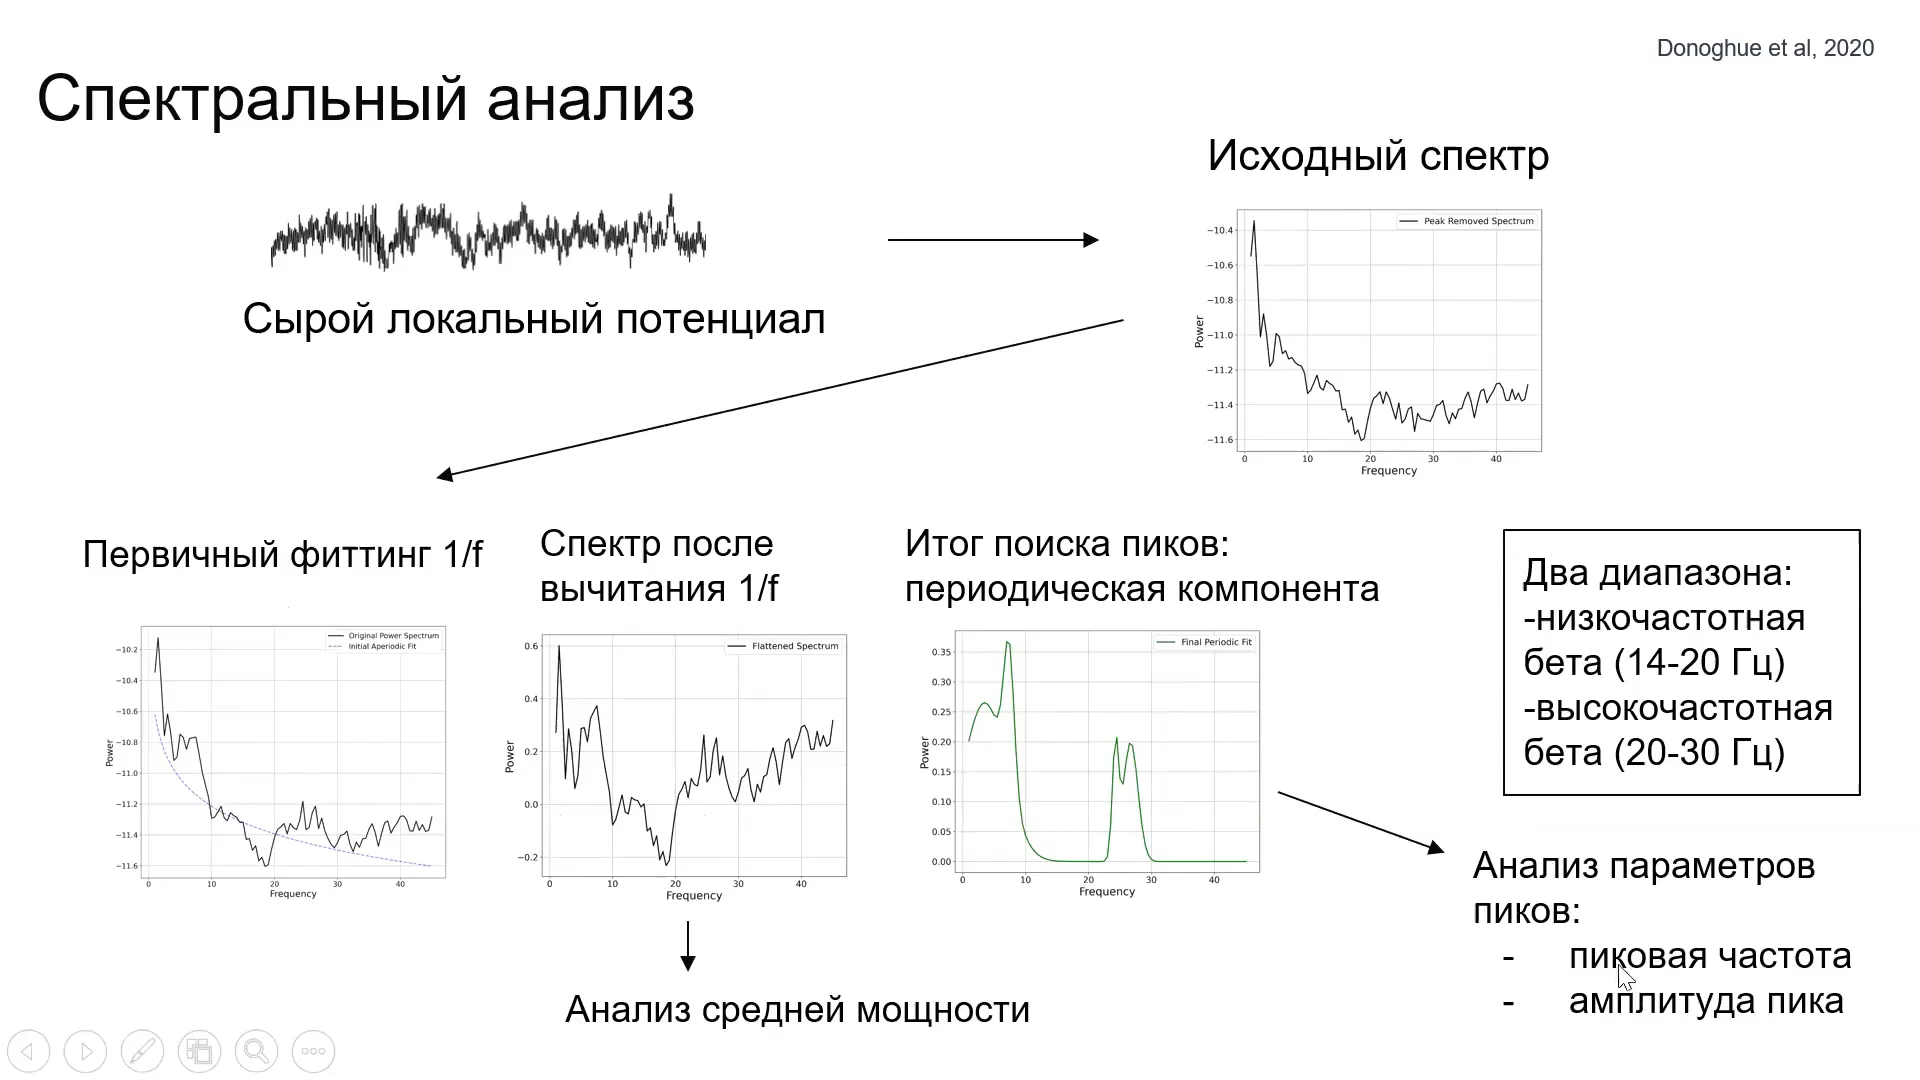 Donoghue et al, 2020
Спектральный анализ
Исходный спектр
Сырой локальный потенциал
Peak Removed Spectrum
−10.4
−10.6
−10.8
−11.0
−11.2
−11.4
−11.6
Power
0 10 20 30 40
Frequency
Первичный фиттинг 1/f
Original Power Spectrum
Initial Aperiodic Fit
−10.2
−10.4
−10.6
−10.8
−11.0
−11.2
−11.4
−11.6
Power
0 10 20 30 40
Frequency
Спектр после
вычитания 1/f
Flattened Spectrum
0.6
0.4
0.2
0.0
−0.2
Power
0 10 20 30 40
Frequency
Анализ средней мощности
Итог поиска пиков:
периодическая компонента
Final Periodic Fit
0.35
0.30
0.25
0.20
0.15
0.10
0.05
0.00
Power
0 10 20 30 40
Frequency
Два диапазона:
-низкочастотная
бета (14-20 Гц)
-высокочастотная
бета (20-30 Гц)
Анализ параметров
пиков:
- пиковая частота
- амплитуда пика